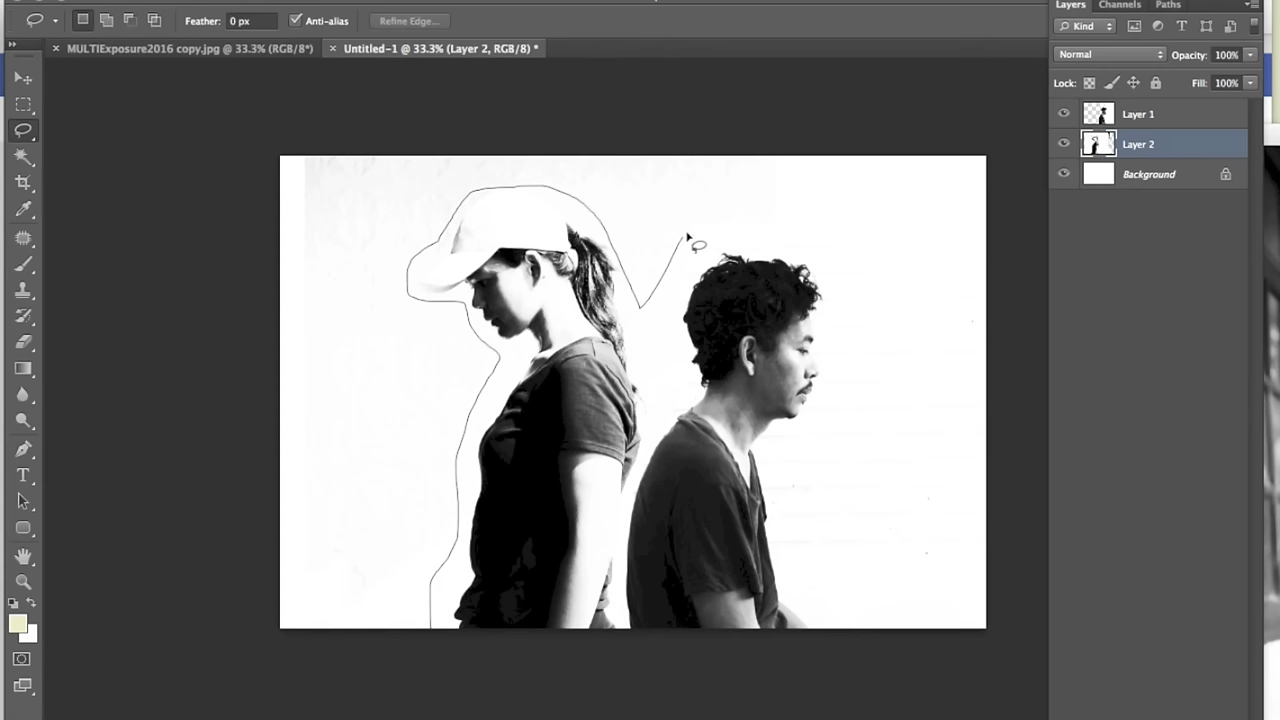 Feather: 0 px Anti-alias Refine Edge...
MULTIExposure2016 copy.jpg @ 33.3% (RGB/8*) Untitled-1 @ 33.3% (Layer 2, RGB/8) *
Layers Channels Paths
Kind
Normal Opacity: 100%
Lock: Fill: 100%
Layer 1
Layer 2
Background